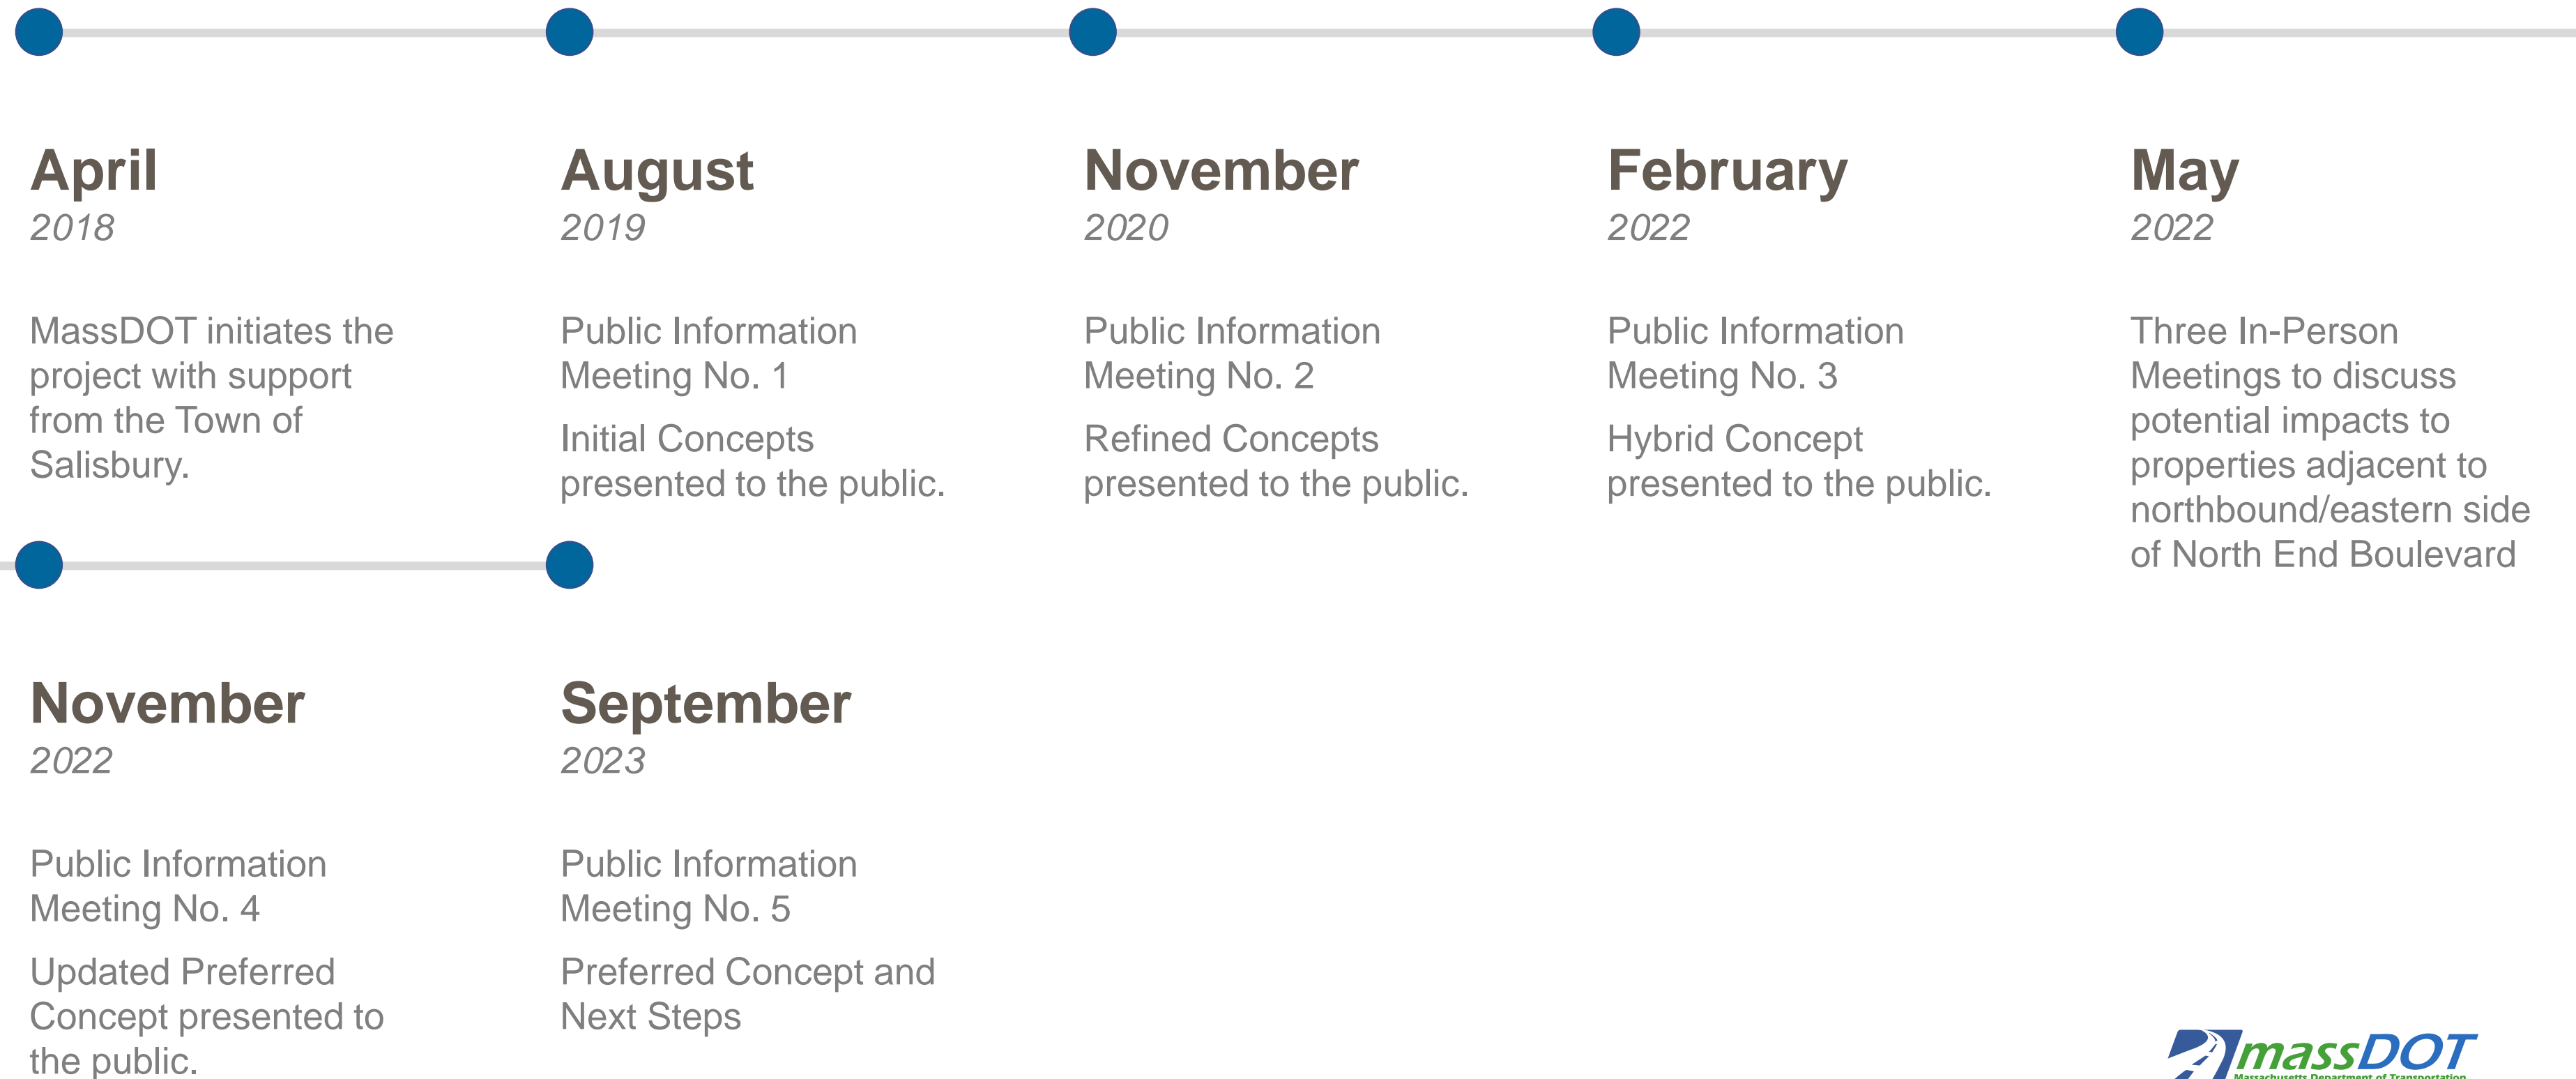 April
2018
MassDOT initiates the
project with support
from the Town of
Salisbury.
August
2019
Public Information
Meeting No. 1
Initial Concepts
presented to the public.
November
2020
Public Information
Meeting No. 2
Refined Concepts
presented to the public.
February
2022
Public Information
Meeting No. 3
Hybrid Concept
presented to the public.
May
2022
Three In-Person
Meetings to discuss
potential impacts to
properties adjacent to
northbound/eastern side
of North End Boulevard
November
2022
Public Information
Meeting No. 4
Updated Preferred
Concept presented to
the public.
September
2023
Public Information
Meeting No. 5
Preferred Concept and
Next Steps
massDOT
Massachusetts Department of Transportation